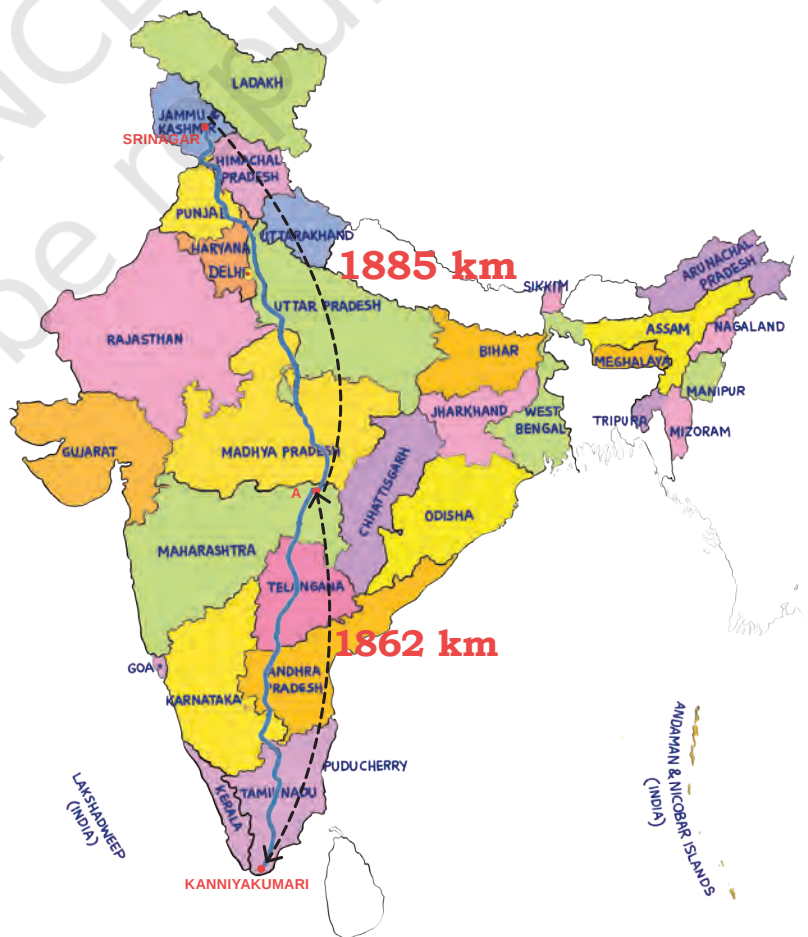 LADAKH
JAMMU &
KASHMIR
SRINAGAR
HIMACHAL
PRADESH
PUNJAB
UTTARAKHAND
HARYANA
DELHI
1885 km
ARUNACHAL
PRADESH
SIKKIM
UTTAR PRADESH
ASSAM
NAGALAND
RAJASTHAN
BIHAR
MEGHALAYA
MANIPUR
JHARKHAND
WEST
BENGAL
TRIPURA
MIZORAM
GUJARAT
MADHYA PRADESH
CHHATTISGARH
A
ODISHA
MAHARASHTRA
TELANGANA
1862 km
GOA
ANDHRA
PRADESH
KARNATAKA
PUDUCHERRY
KERALA
TAMIL NADU
LAKSHADWEEP
(INDIA)
ANDAMAN & NICOBAR ISLANDS
(INDIA)
KANNIYAKUMARI